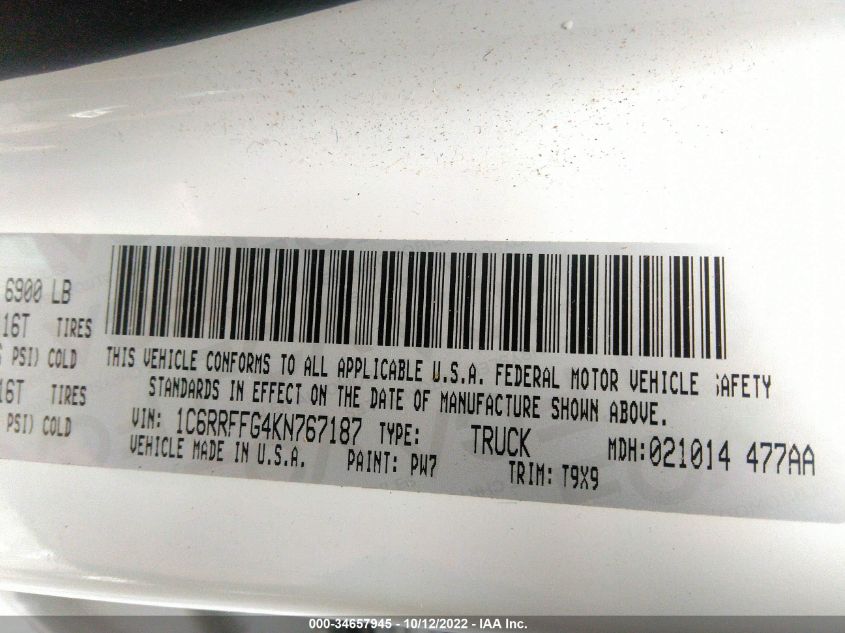 6900 LB
16T TIRES
PSI) COLD
16T TIRES
PSI) COLD
THIS VEHICLE CONFORMS TO ALL APPLICABLE U.S.A. FEDERAL MOTOR VEHICLE SAFETY
STANDARDS IN EFFECT ON THE DATE OF MANUFACTURE SHOWN ABOVE.
VIN: 1C6RRFFG4KN767187 TYPE: TRUCK MDH:021014 477AA
VEHICLE MADE IN U.S.A. PAINT: PW7 TRIM: T9X9
000-34657945 - 10/12/2022 - IAA Inc.